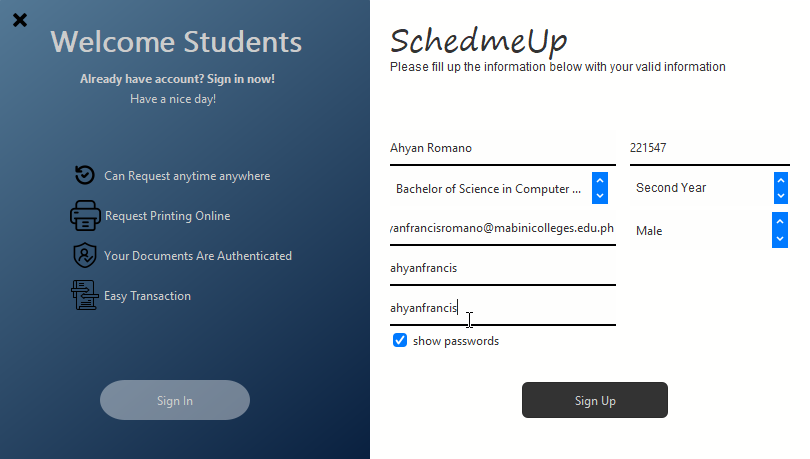 Welcome Students
Already have account? Sign in now!
Have a nice day!
Can Request anytime anywhere
Request Printing Online
Your Documents Are Authenticated
Easy Transaction
Sign In
SchedmeUp
Please fill up the information below with your valid information
Ahyan Romano
221547
Bachelor of Science in Computer ...
Second Year
yanfrancisromano@mabinicolleges.edu.ph
Male
ahyanfrancis
ahyanfrancis
show passwords
Sign Up